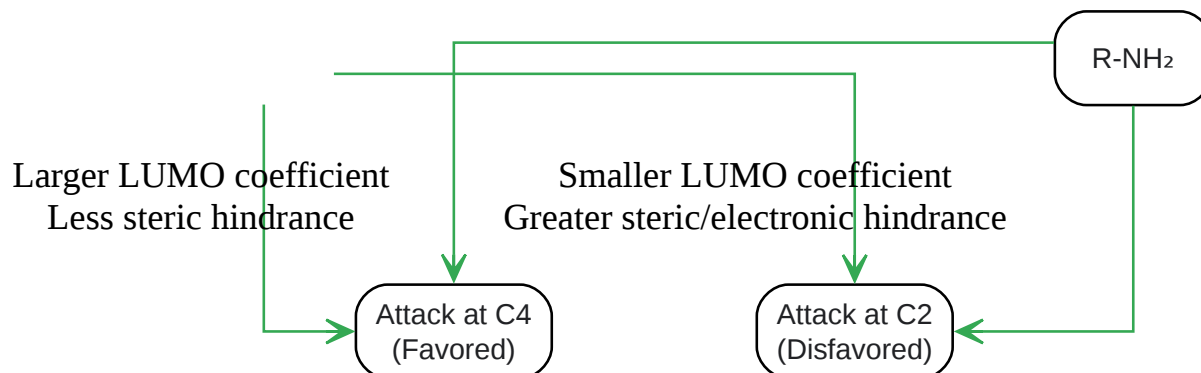 R-NH₂
Larger LUMO coefficient
Less steric hindrance
Smaller LUMO coefficient
Greater steric/electronic hindrance
Attack at C4
(Favored)
Attack at C2
(Disfavored)